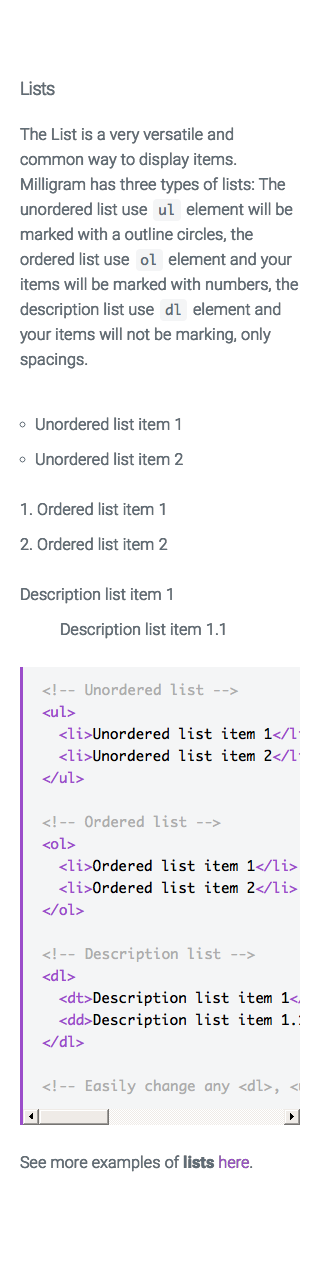 Lists
The List is a very versatile and
common way to display items.
Milligram has three types of lists: The
unordered list use ul element will be
marked with a outline circles, the
ordered list use ol element and your
items will be marked with numbers, the
description list use dl element and
your items will not be marking, only
spacings.
Unordered list item 1
Unordered list item 2
1. Ordered list item 1
2. Ordered list item 2
Description list item 1
Description list item 1.1
<!-- Unordered list -->
<ul>
<li>Unordered list item 1</li
<li>Unordered list item 2</li
</ul>
<!-- Ordered list -->
<ol>
<li>Ordered list item 1</li>
<li>Ordered list item 2</li>
</ol>
<!-- Description list -->
<dl>
<dt>Description list item 1</
<dd>Description list item 1.1
</dl>
<!-- Easily change any <dl>, <
See more examples of lists here.